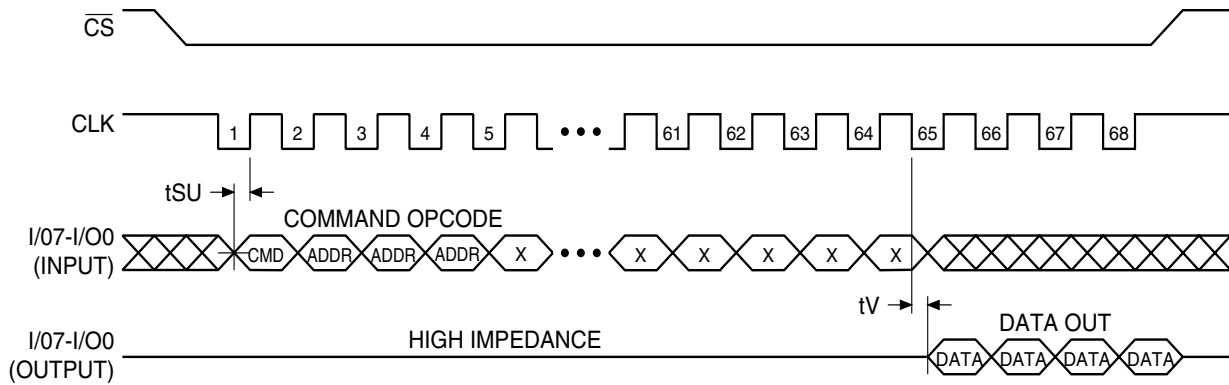 CS
CLK
1 2 3 4 5 ••• 61 62 63 64 65 66 67 68
tSU
COMMAND OPCODE
I/07-I/O0
(INPUT)
CMD ADDR ADDR ADDR X ••• X X X X X
tV
I/07-I/O0
(OUTPUT)
HIGH IMPEDANCE
DATA OUT
DATA DATA DATA DATA